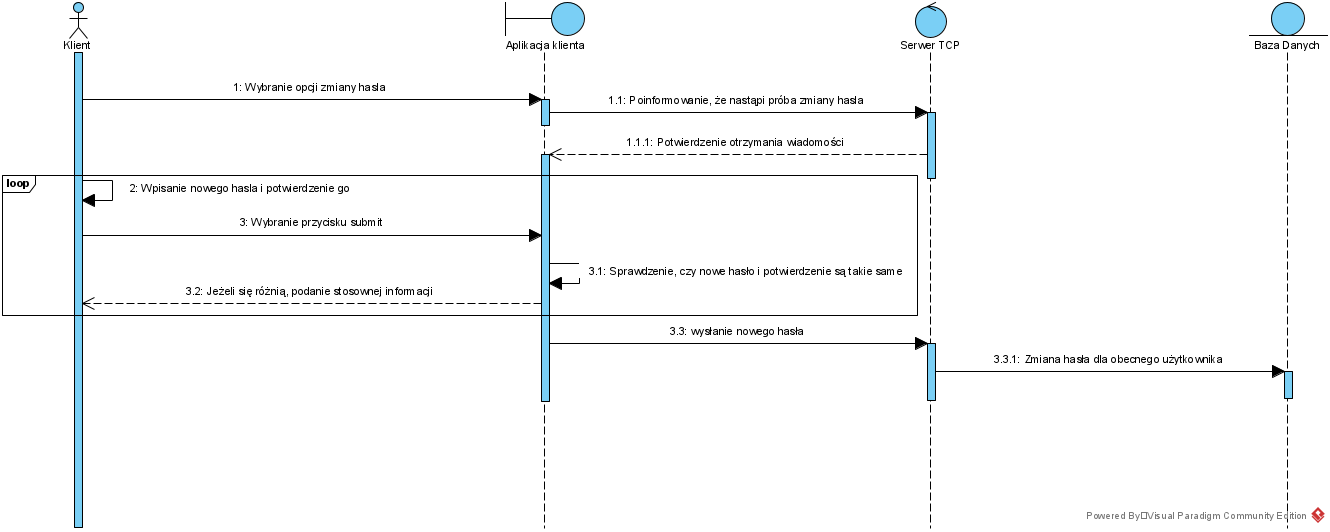 Klient
Aplikacja klienta
Serwer TCP
Baza Danych
1: Wybranie opcji zmiany hasla
1.1: Poinformowanie, że nastąpi próba zmiany hasla
1.1.1: Potwierdzenie otrzymania wiadomości
loop
2: Wpisanie nowego hasla i potwierdzenie go
3: Wybranie przycisku submit
3.1: Sprawdzenie, czy nowe hasło i potwierdzenie są takie same
3.2: Jeżeli się różnią, podanie stosownej informacji
3.3: wysłanie nowego hasła
3.3.1: Zmiana hasła dla obecnego użytkownika
Powered By Visual Paradigm Community Edition